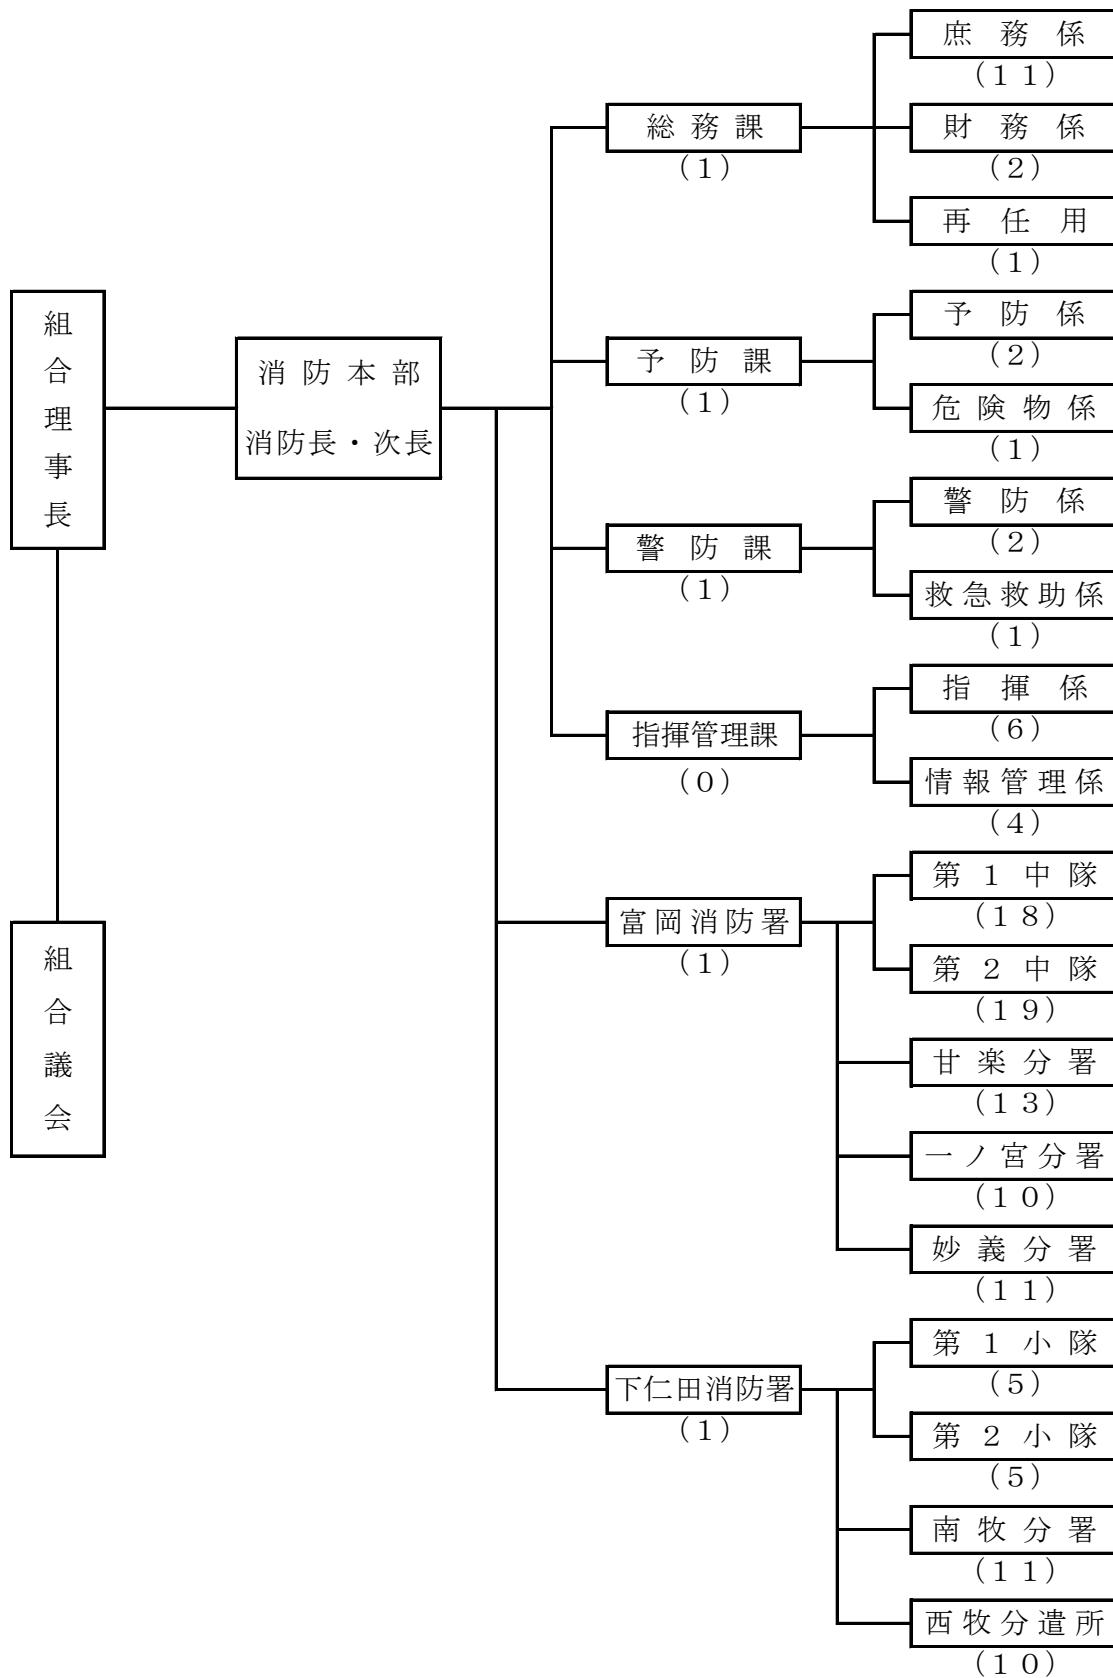 組合理事長
組合議会
消防本部
消防長・次長
総務課
（１）
庶務係
（１１）
財務係
（２）
再任用
（１）
予防課
（１）
予防係
（２）
危険物係
（１）
警防課
（１）
警防係
（２）
救急救助係
（１）
指揮管理課
（０）
指揮係
（６）
情報管理係
（４）
富岡消防署
（１）
第１中隊
（１８）
第２中隊
（１９）
甘楽分署
（１３）
一ノ宮分署
（１０）
妙義分署
（１１）
下仁田消防署
（１）
第１小隊
（５）
第２小隊
（５）
南牧分署
（１１）
西牧分遣所
（１０）